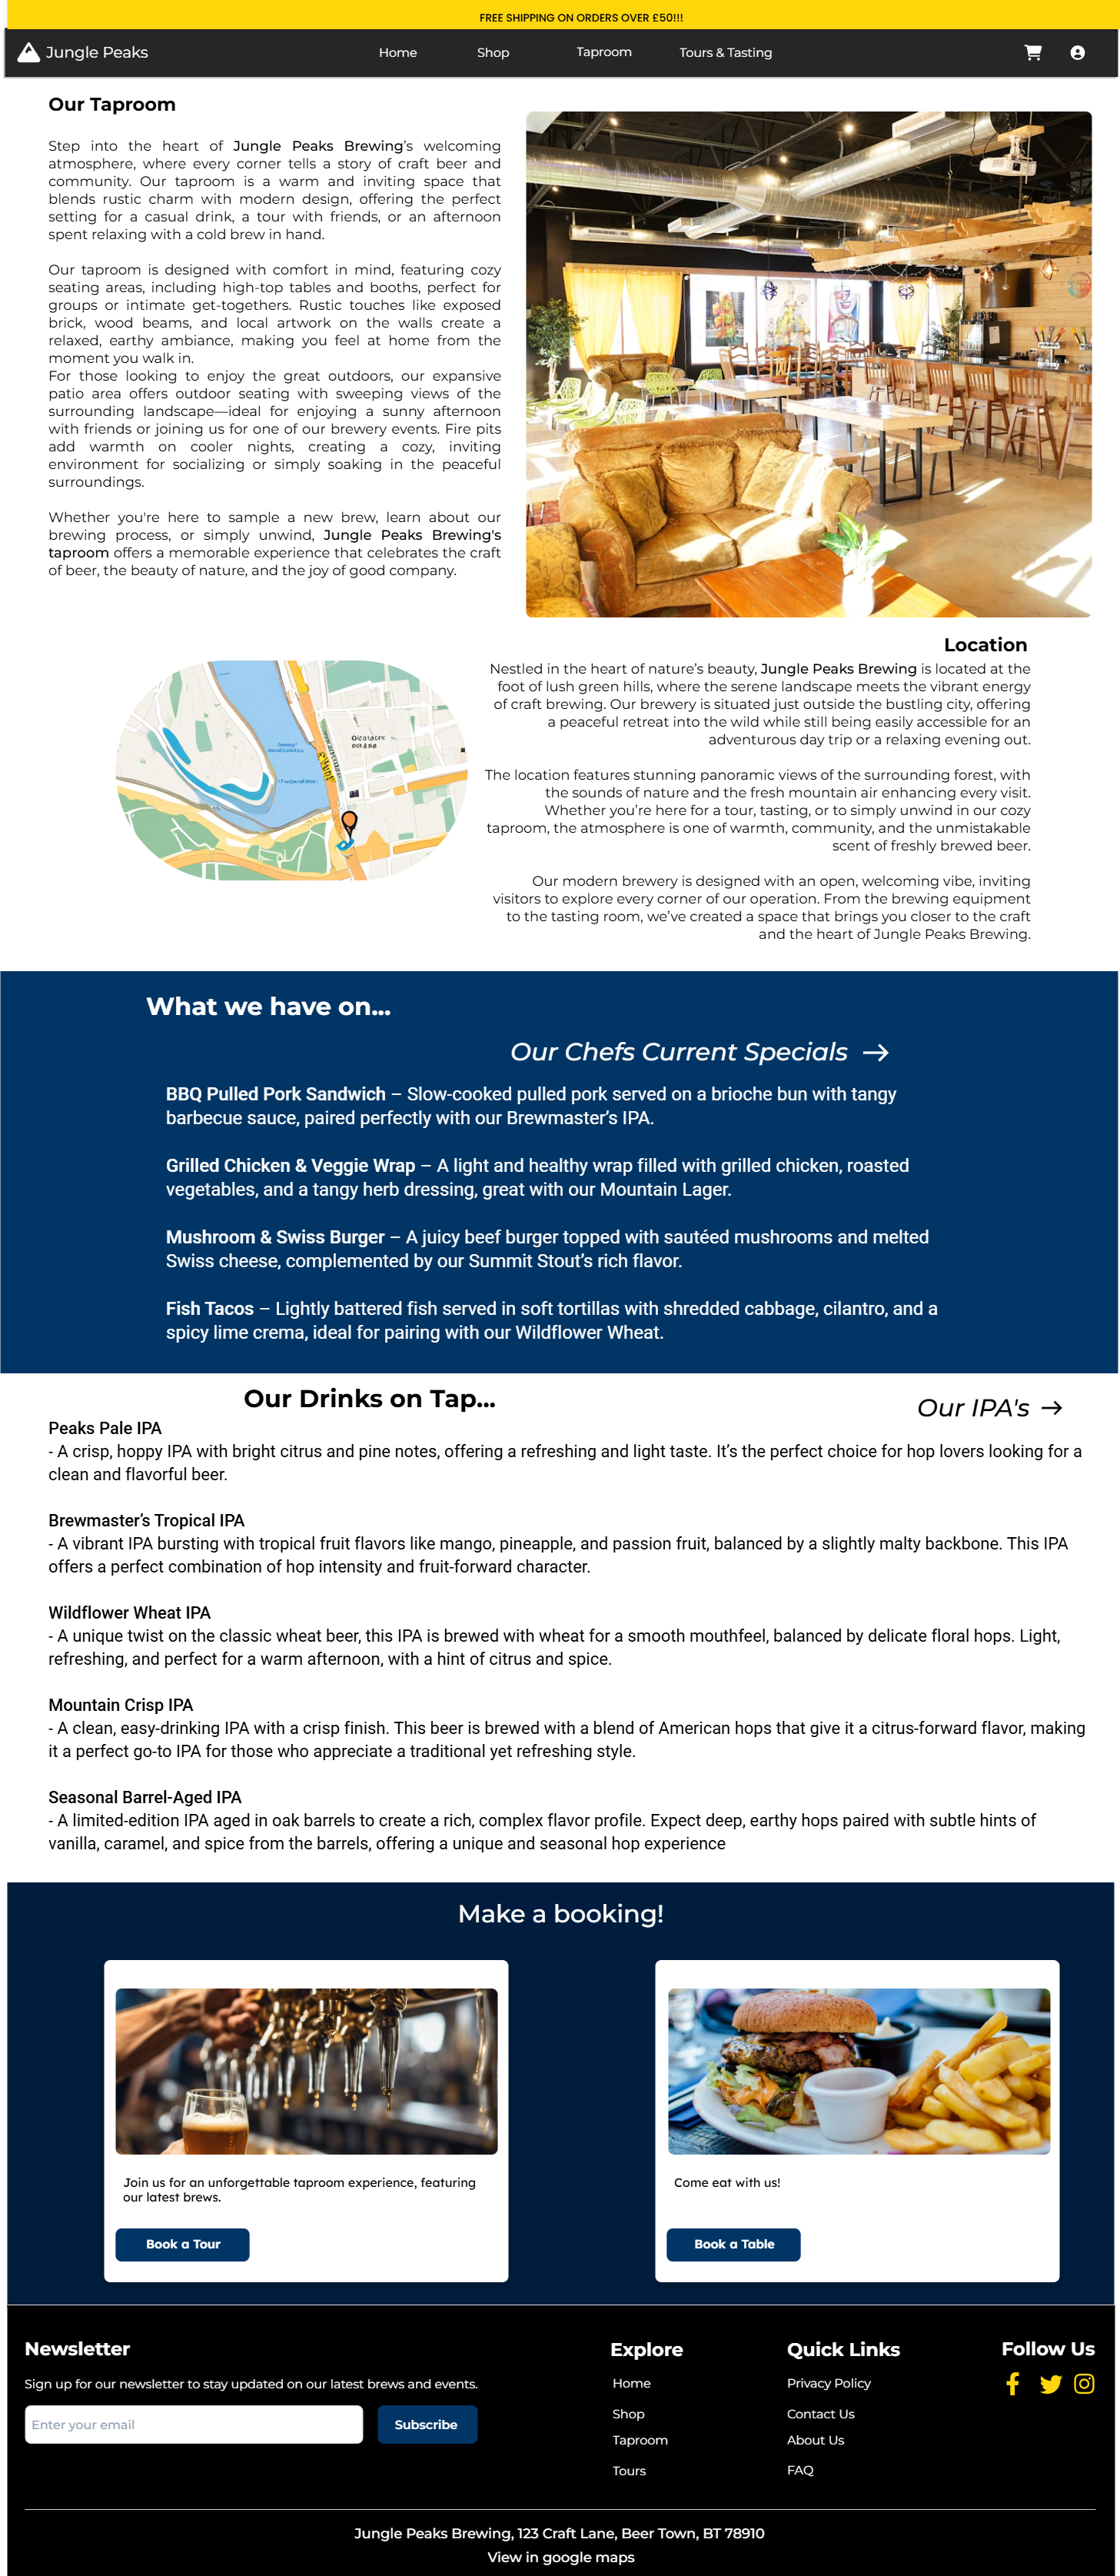 FREE SHIPPING ON ORDERS OVER £50!!!
Jungle Peaks
Home
Shop
Taproom
Tours & Tasting
Our Taproom
Step into the heart of Jungle Peaks Brewing's welcoming
atmosphere, where every corner tells a story of craft beer and
community. Our taproom is a warm and inviting space that
blends rustic charm with modern design, offering the perfect
setting for a casual drink, a tour with friends, or an afternoon
spent relaxing with a cold brew in hand.
Our taproom is designed with comfort in mind, featuring cozy
seating areas, including high-top tables and booths, perfect for
groups or intimate get-togethers. Rustic touches like exposed
brick, wood beams, and local artwork on the walls create a
relaxed, earthy ambiance, making you feel at home from the
moment you walk in.
For those looking to enjoy the great outdoors, our expansive
patio area offers outdoor seating with sweeping views of the
surrounding landscape—ideal for enjoying a sunny afternoon
with friends or joining us for one of our brewery events. Fire pits
add warmth on cooler nights, creating a cozy, inviting
environment for socializing or simply soaking in the peaceful
surroundings.
Whether you're here to sample a new brew, learn about our
brewing process, or simply unwind, Jungle Peaks Brewing's
taproom offers a memorable experience that celebrates the craft
of beer, the beauty of nature, and the joy of good company.
Location
Nestled in the heart of nature's beauty, Jungle Peaks Brewing is located at the
foot of lush green hills, where the serene landscape meets the vibrant energy
of craft brewing. Our brewery is situated just outside the bustling city, offering
a peaceful retreat into the wild while still being easily accessible for an
adventurous day trip or a relaxing evening out.
The location features stunning panoramic views of the surrounding forest, with
the sounds of nature and the fresh mountain air enhancing every visit.
Whether you're here for a tour, tasting, or to simply unwind in our cozy
taproom, the atmosphere is one of warmth, community, and the unmistakable
scent of freshly brewed beer.
Our modern brewery is designed with an open, welcoming vibe, inviting
visitors to explore every corner of our operation. From the brewing equipment
to the tasting room, we've created a space that brings you closer to the craft
and the heart of Jungle Peaks Brewing.
What we have on...
Our Chefs Current Specials →
BBQ Pulled Pork Sandwich – Slow-cooked pulled pork served on a brioche bun with tangy
barbecue sauce, paired perfectly with our Brewmaster's IPA.
Grilled Chicken & Veggie Wrap – A light and healthy wrap filled with grilled chicken, roasted
vegetables, and a tangy herb dressing, great with our Mountain Lager.
Mushroom & Swiss Burger – A juicy beef burger topped with sautéed mushrooms and melted
Swiss cheese, complemented by our Summit Stout's rich flavor.
Fish Tacos – Lightly battered fish served in soft tortillas with shredded cabbage, cilantro, and a
spicy lime crema, ideal for pairing with our Wildflower Wheat.
Our Drinks on Tap...
Our IPA's →
Peaks Pale IPA
- A crisp, hoppy IPA with bright citrus and pine notes, offering a refreshing and light taste. It's the perfect choice for hop lovers looking for a
clean and flavorful beer.
Brewmaster's Tropical IPA
- A vibrant IPA bursting with tropical fruit flavors like mango, pineapple, and passion fruit, balanced by a slightly malty backbone. This IPA
offers a perfect combination of hop intensity and fruit-forward character.
Wildflower Wheat IPA
- A unique twist on the classic wheat beer, this IPA is brewed with wheat for a smooth mouthfeel, balanced by delicate floral hops. Light,
refreshing, and perfect for a warm afternoon, with a hint of citrus and spice.
Mountain Crisp IPA
- A clean, easy-drinking IPA with a crisp finish. This beer is brewed with a blend of American hops that give it a citrus-forward flavor, making
it a perfect go-to IPA for those who appreciate a traditional yet refreshing style.
Seasonal Barrel-Aged IPA
- A limited-edition IPA aged in oak barrels to create a rich, complex flavor profile. Expect deep, earthy hops paired with subtle hints of
vanilla, caramel, and spice from the barrels, offering a unique and seasonal hop experience
Make a booking!
Join us for an unforgettable taproom experience, featuring
our latest brews.
Book a Tour
Come eat with us!
Book a Table
Newsletter
Sign up for our newsletter to stay updated on our latest brews and events.
Enter your email
Subscribe
Explore
Home
Shop
Taproom
Tours
Quick Links
Privacy Policy
Contact Us
About Us
FAQ
Follow Us
Jungle Peaks Brewing, 123 Craft Lane, Beer Town, BT 78910
View in google maps